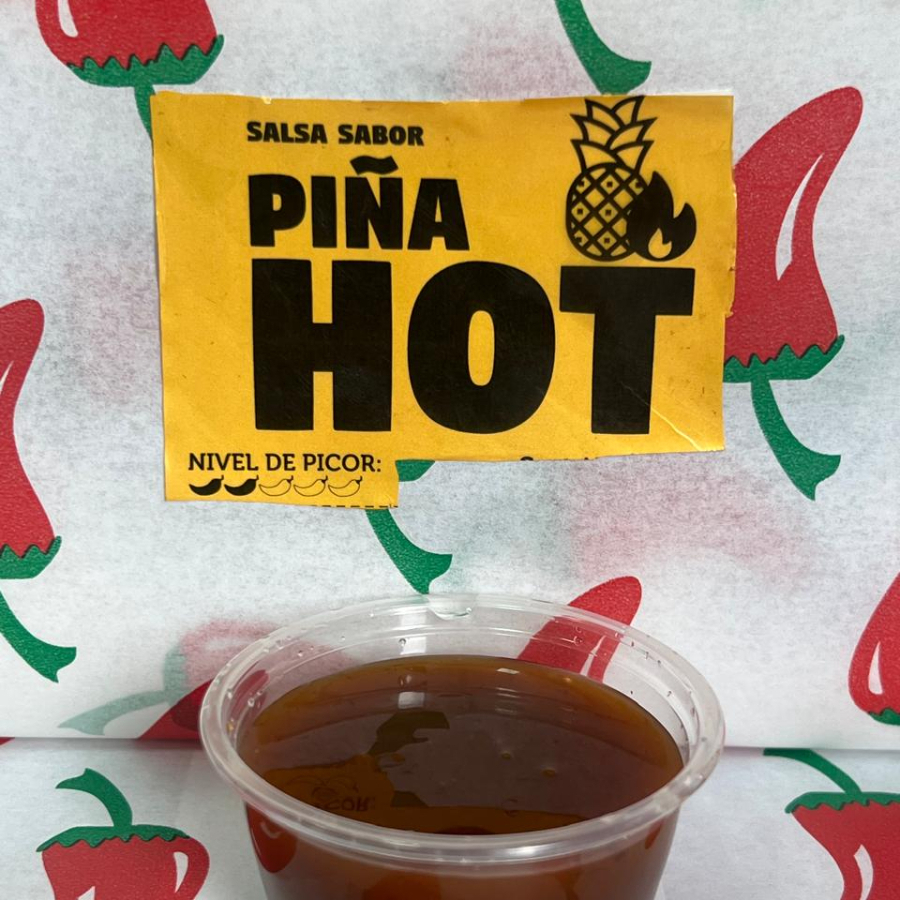 SALSA SABOR
PIÑA
HOT
NIVEL DE PICOR: